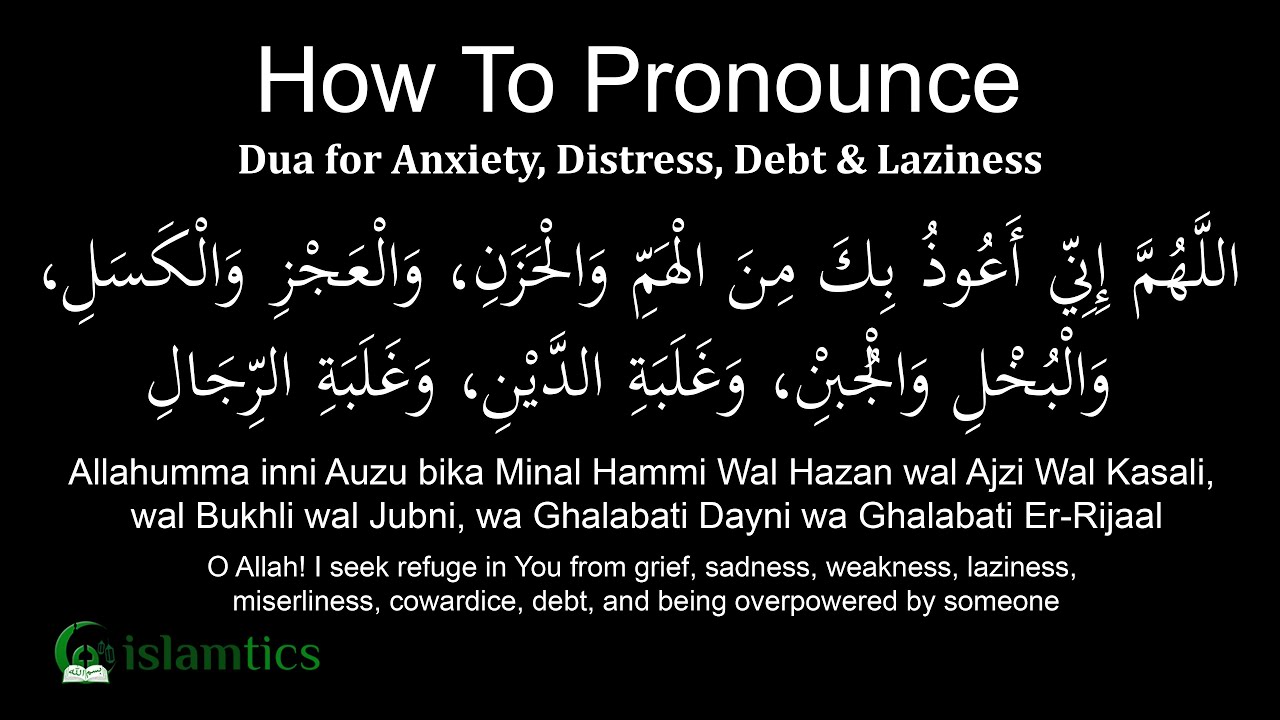 How To Pronounce
Dua for Anxiety, Distress, Debt & Laziness
اللَّهُمَّ إِنِّي أَعُوذُ بِكَ مِنَ الْهَمِّ وَالْحَزَنِ، وَالْعَجْزِ وَالْكَسَلِ،
وَالْبُخْلِ وَالْجُبْنِ، وَغَلَبَةِ الدَّيْنِ، وَغَلَبَةِ الرِّجَالِ
Allahumma inni Auzu bika Minal Hammi Wal Hazan wal Ajzi Wal Kasali,
wal Bukhli wal Jubni, wa Ghalabati Dayni wa Ghalabati Er-Rijaal
O Allah! I seek refuge in You from grief, sadness, weakness, laziness,
miserliness, cowardice, debt, and being overpowered by someone
islamtics
بسم الله